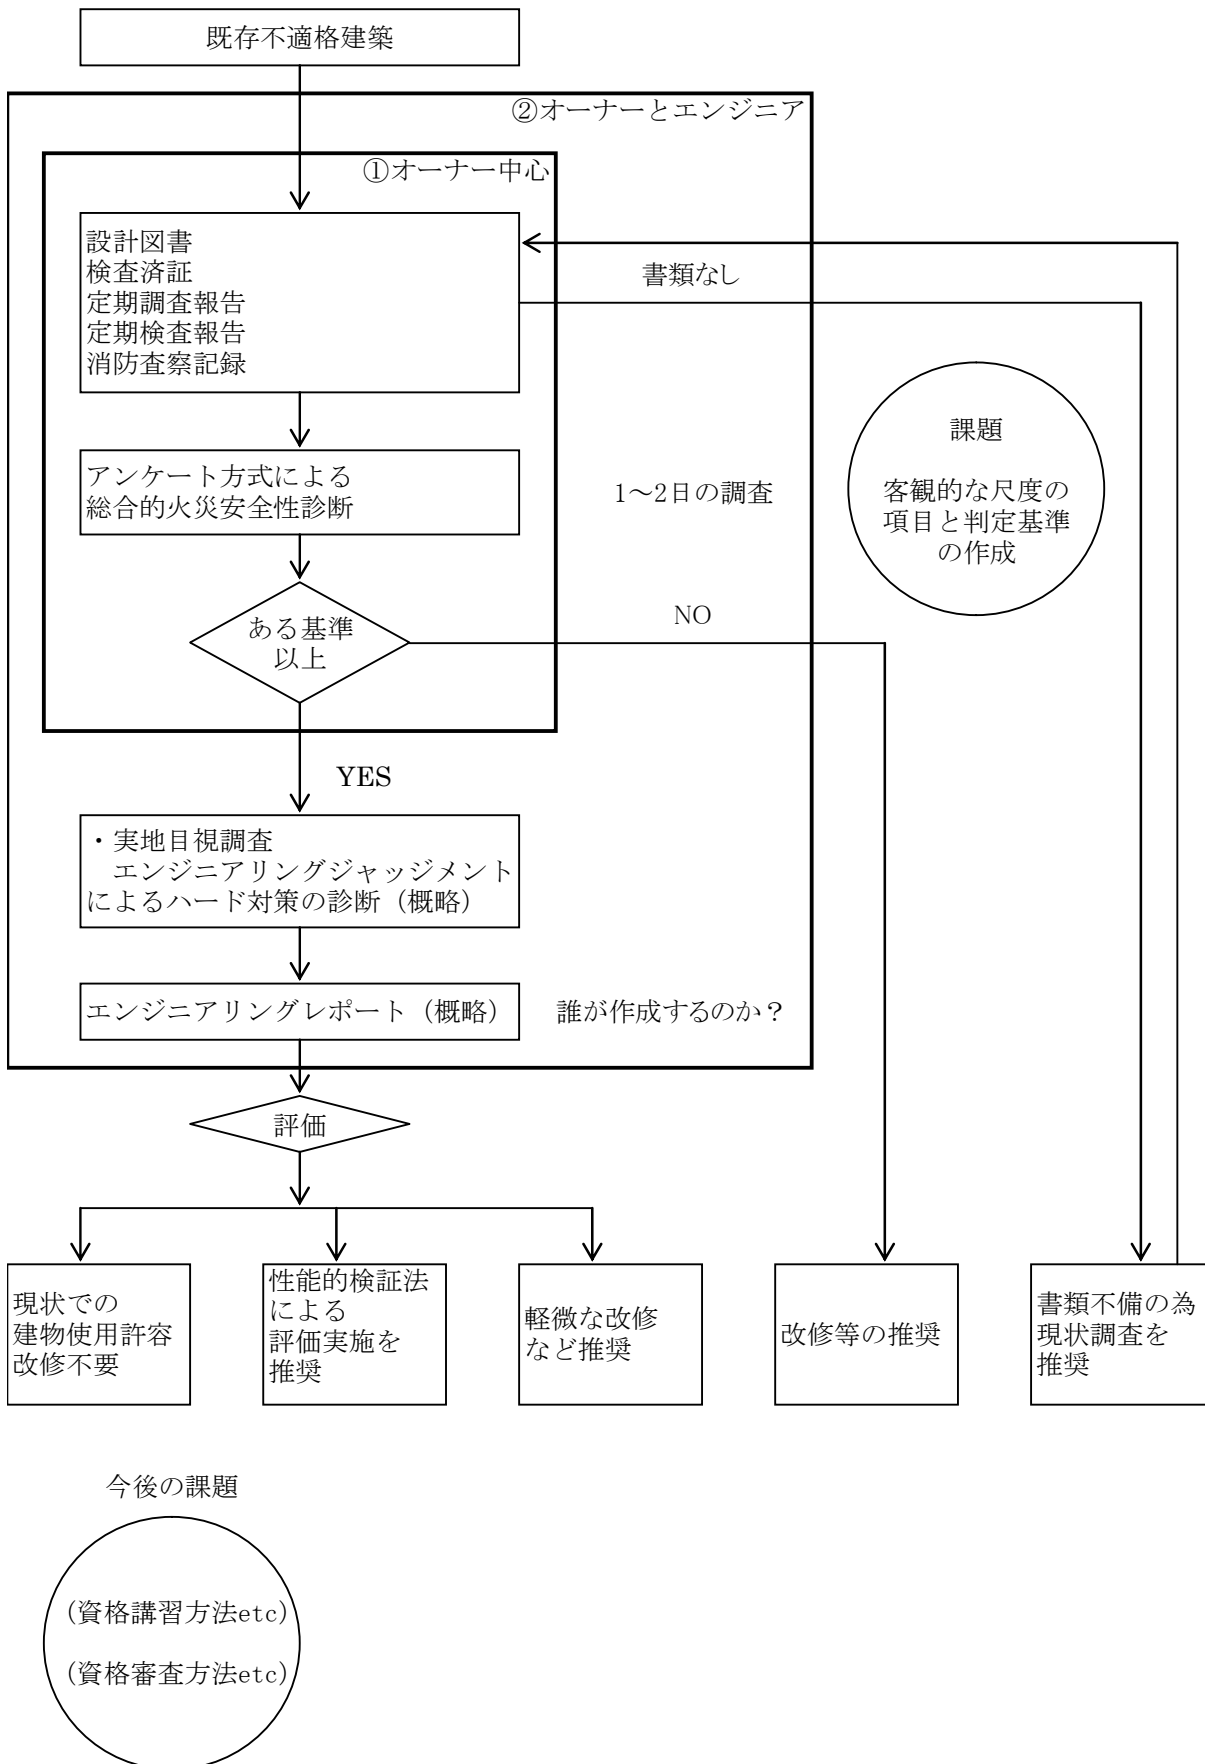 既存不適格建築
②オーナーとエンジニア
①オーナー中心
設計図書
検査済証
定期調査報告
定期検査報告
消防査察記録
書類なし
課題
客観的な尺度の
項目と判定基準
の作成
アンケート方式による
総合的火災安全性診断
1～2日の調査
ある基準
以上
NO
YES
・実地目視調査
エンジニアリングジャッジメント
によるハード対策の診断（概略）
エンジニアリングレポート（概略）
誰が作成するのか？
評価
現状での
建物使用許容
改修不要
性能的検証法
による
評価実施を
推奨
軽微な改修
など推奨
改修等の推奨
書類不備の為
現状調査を
推奨
今後の課題
(資格講習方法etc)
(資格審査方法etc)